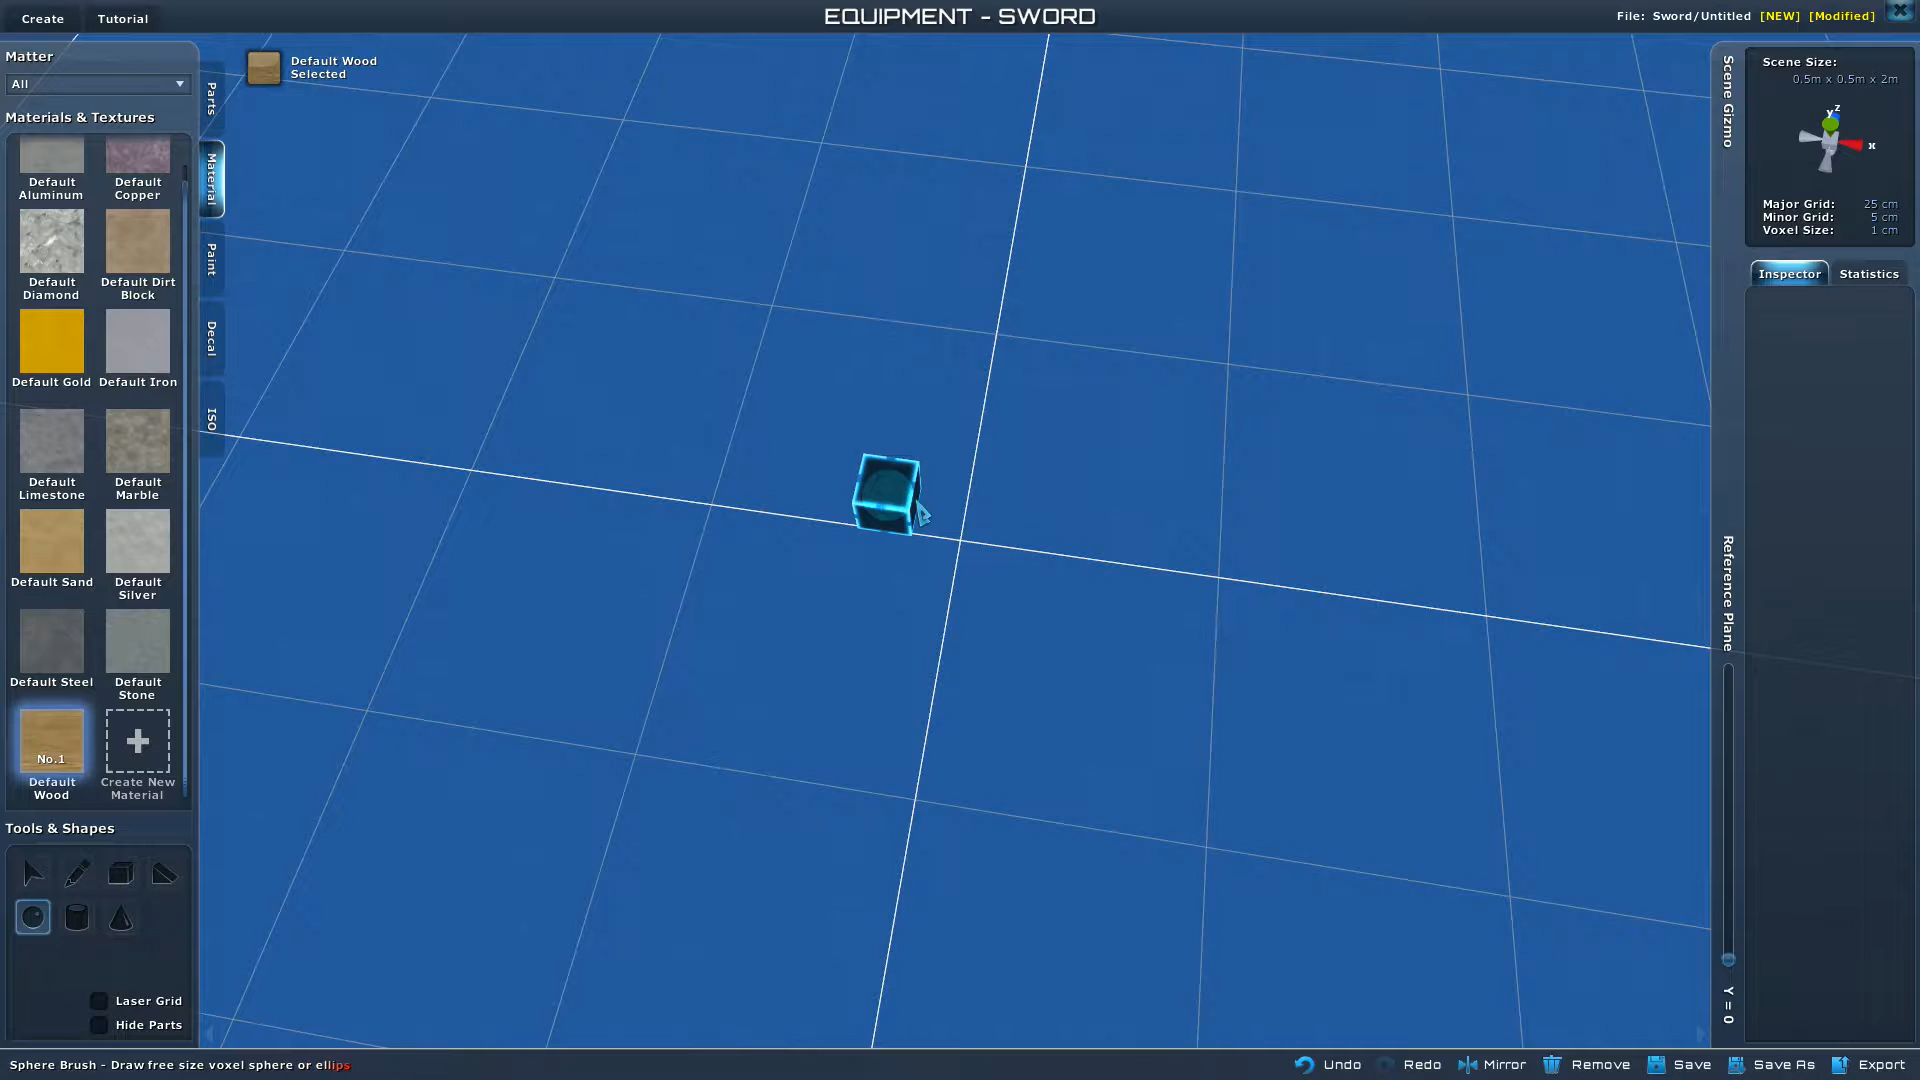 Create
Tutorial
EQUIPMENT - SWORD
File: Sword/Untitled [NEW] [Modified]
Matter
All
Materials & Textures
Default Aluminum
Default Copper
Default Diamond
Default Dirt Block
Default Gold
Default Iron
Default Limestone
Default Marble
Default Sand
Default Silver
Default Steel
Default Stone
No.1
Default Wood
Create New Material
Tools & Shapes
Laser Grid
Hide Parts
Parts
Material
Paint
Decal
ISO
Default Wood
Selected
Scene Gizmo
Scene Size:
0.5m x 0.5m x 2m
y z
x
Major Grid: 25 cm
Minor Grid: 5 cm
Voxel Size: 1 cm
Inspector
Statistics
Reference Plane
Y = 0
Sphere Brush - Draw free size voxel sphere or ellips
Undo
Redo
Mirror
Remove
Save
Save As
Export